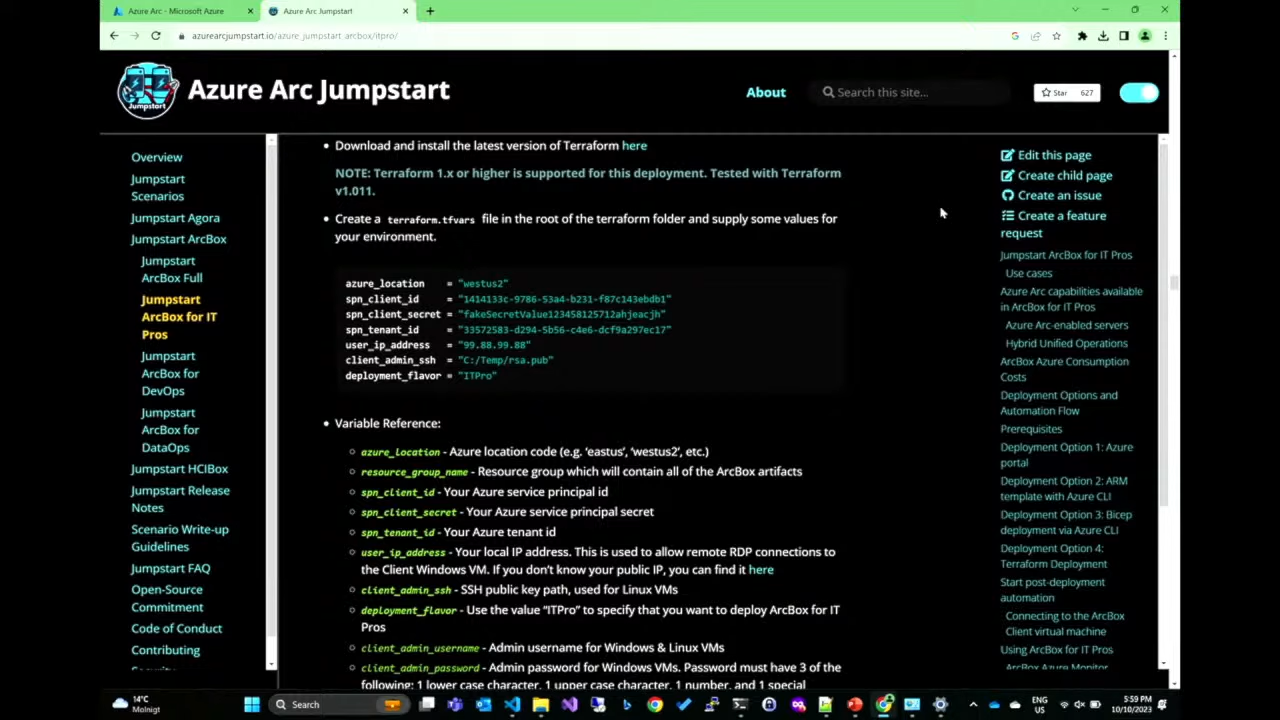 Azure Arc - Microsoft Azure
Azure Arc Jumpstart
azurearcjumpstart.io/azure_jumpstart_arcbox/itpro/
Jumpstart
Azure Arc Jumpstart
About
Search this site...
Star 627
Overview
Jumpstart
Scenarios
Jumpstart Agora
Jumpstart ArcBox
Jumpstart
ArcBox Full
Jumpstart
ArcBox for IT
Pros
Jumpstart
ArcBox for
DevOps
Jumpstart
ArcBox for
DataOps
Jumpstart HCIBox
Jumpstart Release
Notes
Scenario Write-up
Guidelines
Jumpstart FAQ
Open-Source
Commitment
Code of Conduct
Contributing
Download and install the latest version of Terraform here
NOTE: Terraform 1.x or higher is supported for this deployment. Tested with Terraform
v1.011.
Create a terraform.tfvars file in the root of the terraform folder and supply some values for
your environment.
azure_location = "westus2"
spn_client_id = "1414133c-9786-53a4-b231-f87c143ebdb1"
spn_client_secret = "fakeSecretValue123458125712ahjeacjh"
spn_tenant_id = "33572583-d294-5b56-c4e6-dcf9a297ec17"
user_ip_address = "99.88.99.88"
client_admin_ssh = "C:/Temp/rsa.pub"
deployment_flavor = "ITPro"
Variable Reference:
azure_location - Azure location code (e.g. ‘eastus’, ‘westus2’, etc.)
resource_group_name - Resource group which will contain all of the ArcBox artifacts
spn_client_id - Your Azure service principal id
spn_client_secret - Your Azure service principal secret
spn_tenant_id - Your Azure tenant id
user_ip_address - Your local IP address. This is used to allow remote RDP connections to
the Client Windows VM. If you don’t know your public IP, you can find it here
client_admin_ssh - SSH public key path, used for Linux VMs
deployment_flavor - Use the value “ITPro” to specify that you want to deploy ArcBox for IT
Pros
client_admin_username - Admin username for Windows & Linux VMs
client_admin_password - Admin password for Windows VMs. Password must have 3 of the
following: 1 lower case character, 1 upper case character, 1 number, and 1 special
Edit this page
Create child page
Create an issue
Create a feature
request
Jumpstart ArcBox for IT Pros
Use cases
Azure Arc capabilities available
in ArcBox for IT Pros
Azure Arc-enabled servers
Hybrid Unified Operations
ArcBox Azure Consumption
Costs
Deployment Options and
Automation Flow
Prerequisites
Deployment Option 1: Azure
portal
Deployment Option 2: ARM
template with Azure CLI
Deployment Option 3: Bicep
deployment via Azure CLI
Deployment Option 4:
Terraform Deployment
Start post-deployment
automation
Connecting to the ArcBox
Client virtual machine
Using ArcBox for IT Pros
ArcBox Azure Monitor
14°C
Molnigt
Search
ENG
US
5:59 PM
10/10/2023